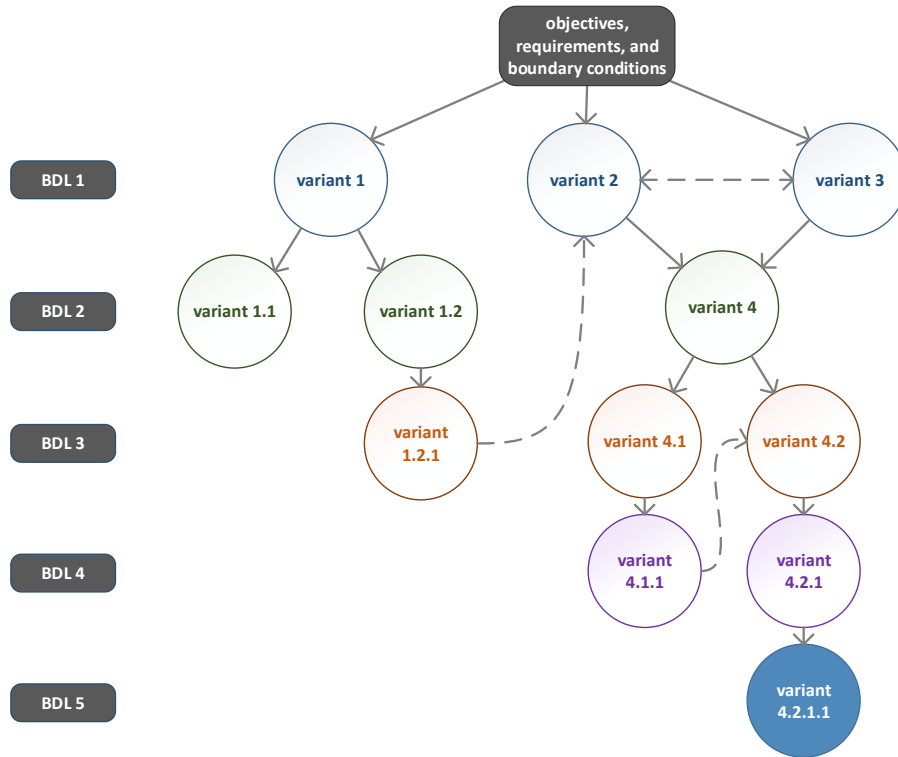 objectives,
requirements, and
boundary conditions
BDL 1
variant 1
variant 2
variant 3
BDL 2
variant 1.1
variant 1.2
variant 4
BDL 3
variant
1.2.1
variant 4.1
variant 4.2
BDL 4
variant
4.1.1
variant
4.2.1
BDL 5
variant
4.2.1.1